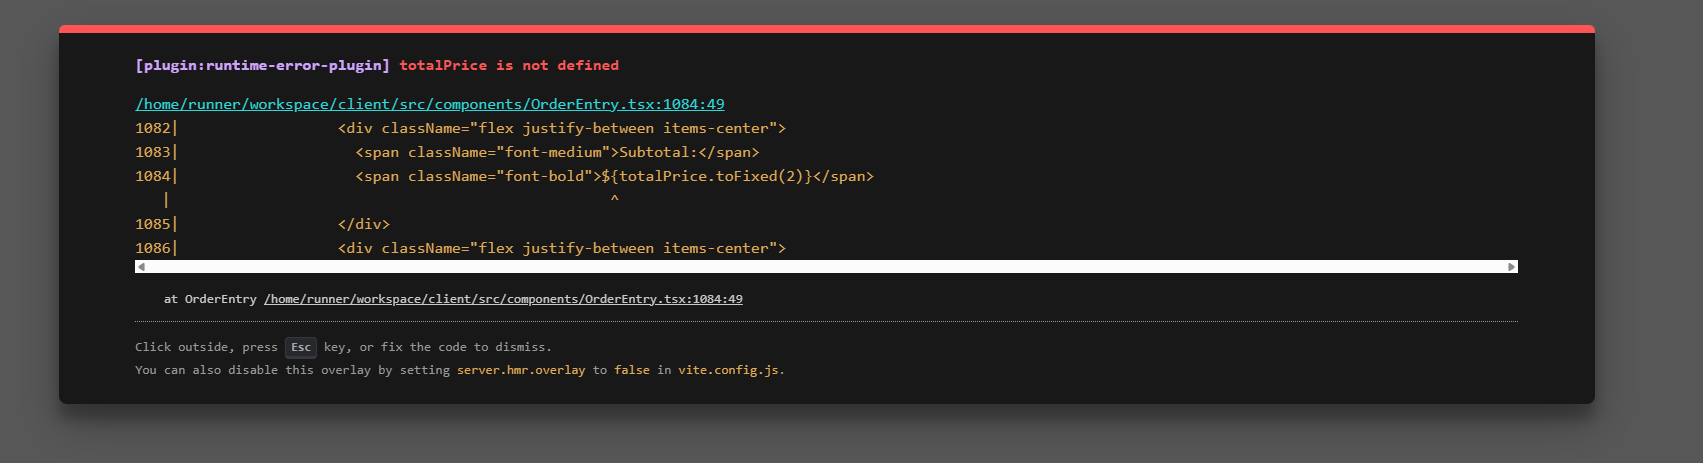 [plugin:runtime-error-plugin] totalPrice is not defined
/home/runner/workspace/client/src/components/OrderEntry.tsx:1084:49
1082|                  <div className="flex justify-between items-center">
1083|                    <span className="font-medium">Subtotal:</span>
1084|                    <span className="font-bold">${totalPrice.toFixed(2)}</span>
   |                                                 ^
1085|                  </div>
1086|                  <div className="flex justify-between items-center">
at OrderEntry /home/runner/workspace/client/src/components/OrderEntry.tsx:1084:49
Click outside, press Esc key, or fix the code to dismiss.
You can also disable this overlay by setting server.hmr.overlay to false in vite.config.js.